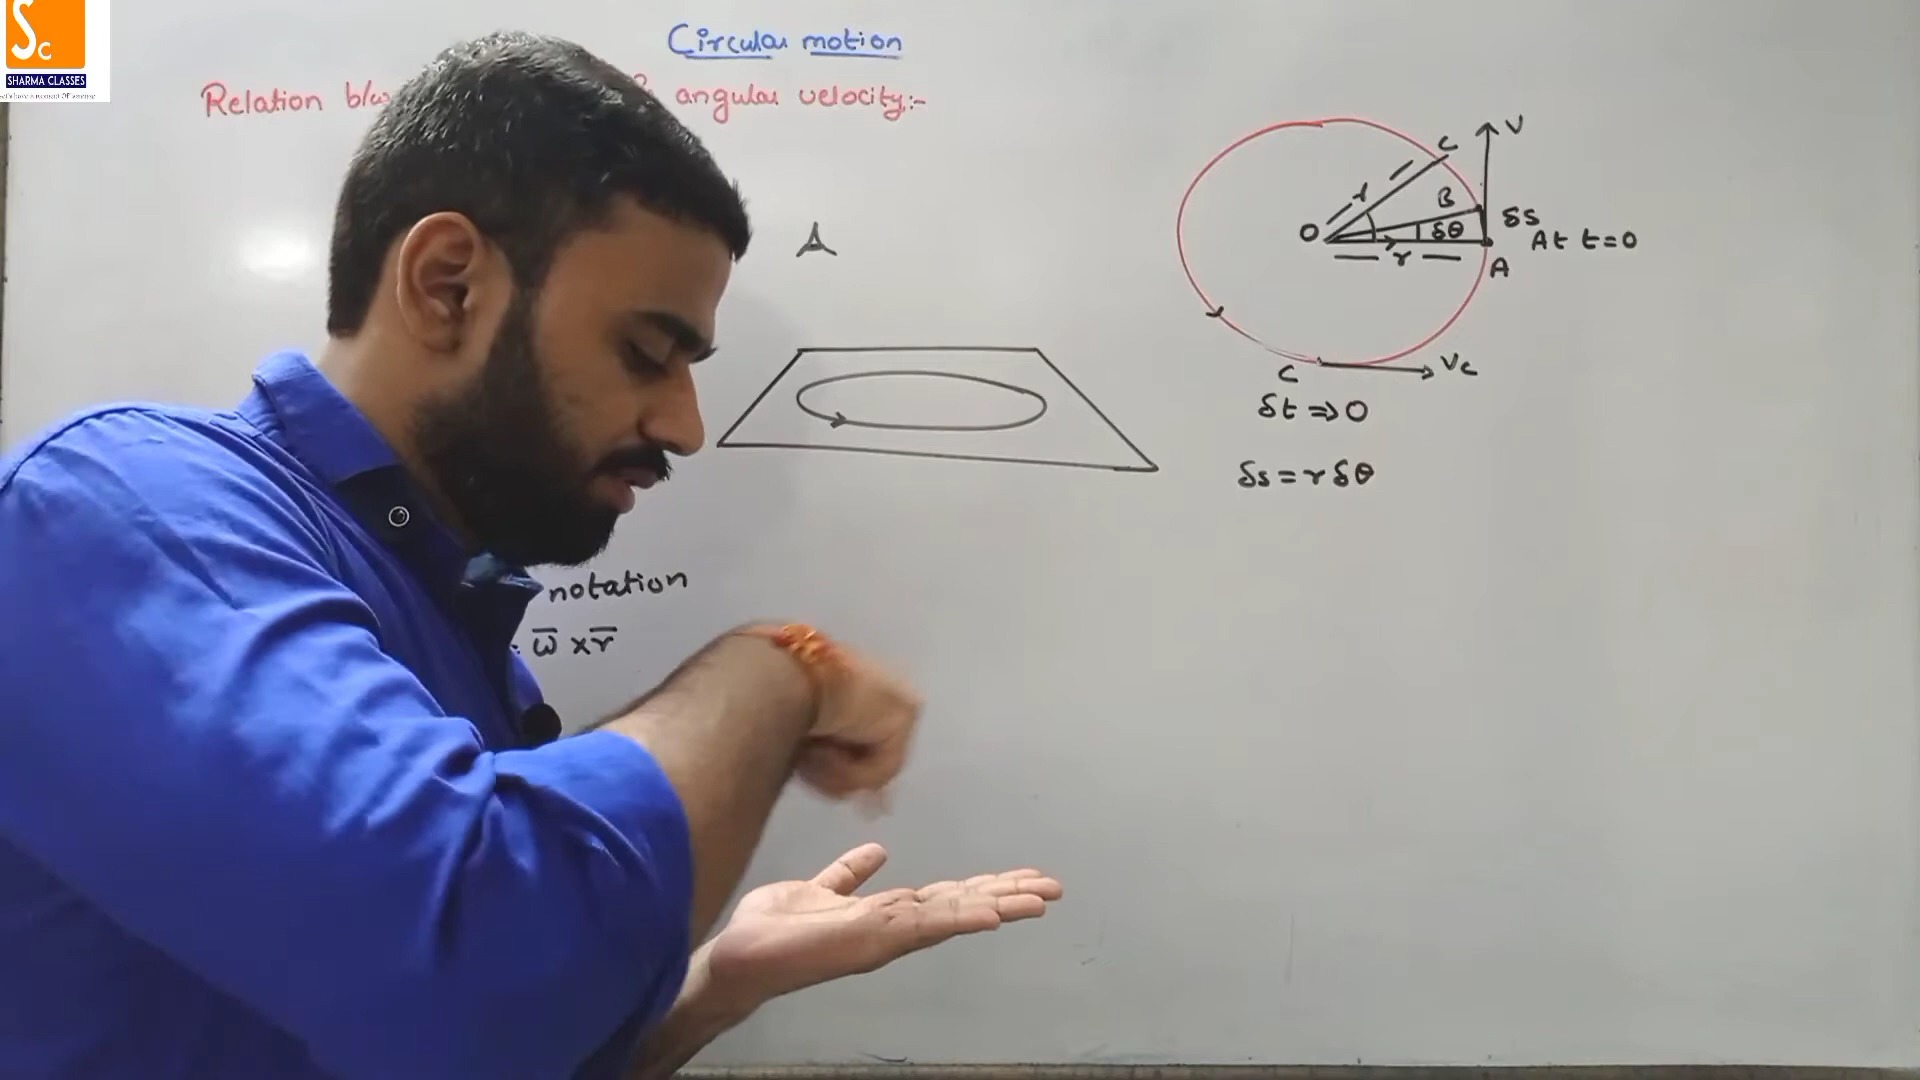 Sc
SHARMA CLASSES
Circular motion
Relation b/w angular velocity:-
C
V
r
B
δs
O
δθ
At t=0
r
A
C
Vc
δt ⇒ 0
δs = r δθ
notation
ω̅ × r̅